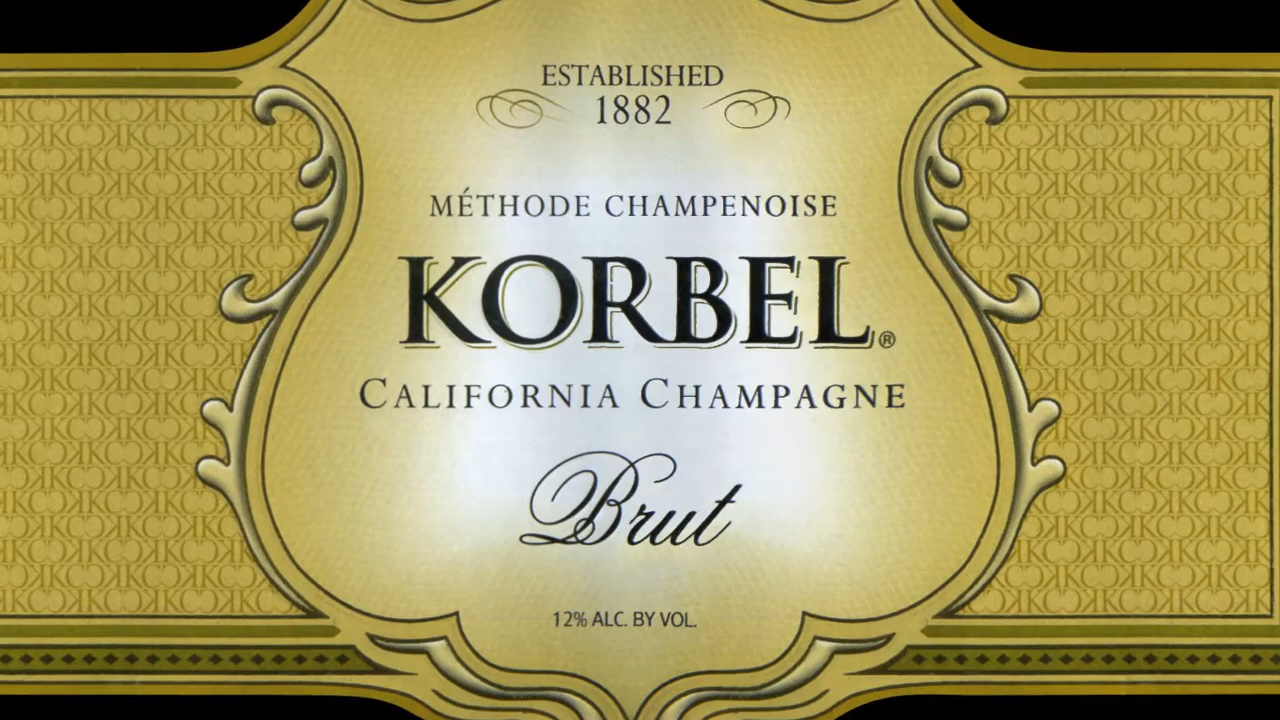 ESTABLISHED
1882
MÉTHODE CHAMPENOISE
KORBEL®
CALIFORNIA CHAMPAGNE
Brut
12% ALC. BY VOL.